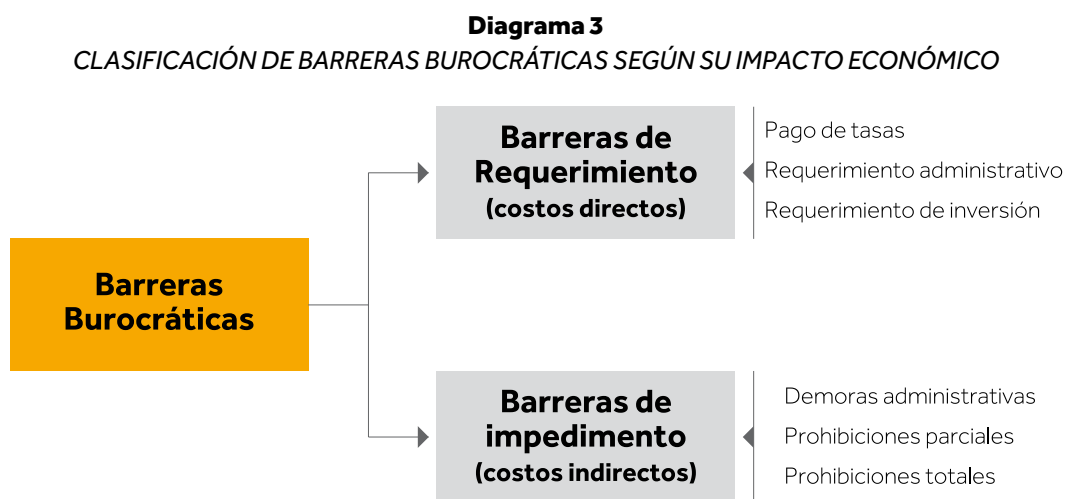 Diagrama 3
CLASIFICACIÓN DE BARRERAS BUROCRÁTICAS SEGÚN SU IMPACTO ECONÓMICO
Barreras
Burocráticas
Barreras de
Requerimiento
(costos directos)
Pago de tasas
Requerimiento administrativo
Requerimiento de inversión
Barreras de
impedimento
(costos indirectos)
Demoras administrativas
Prohibiciones parciales
Prohibiciones totales